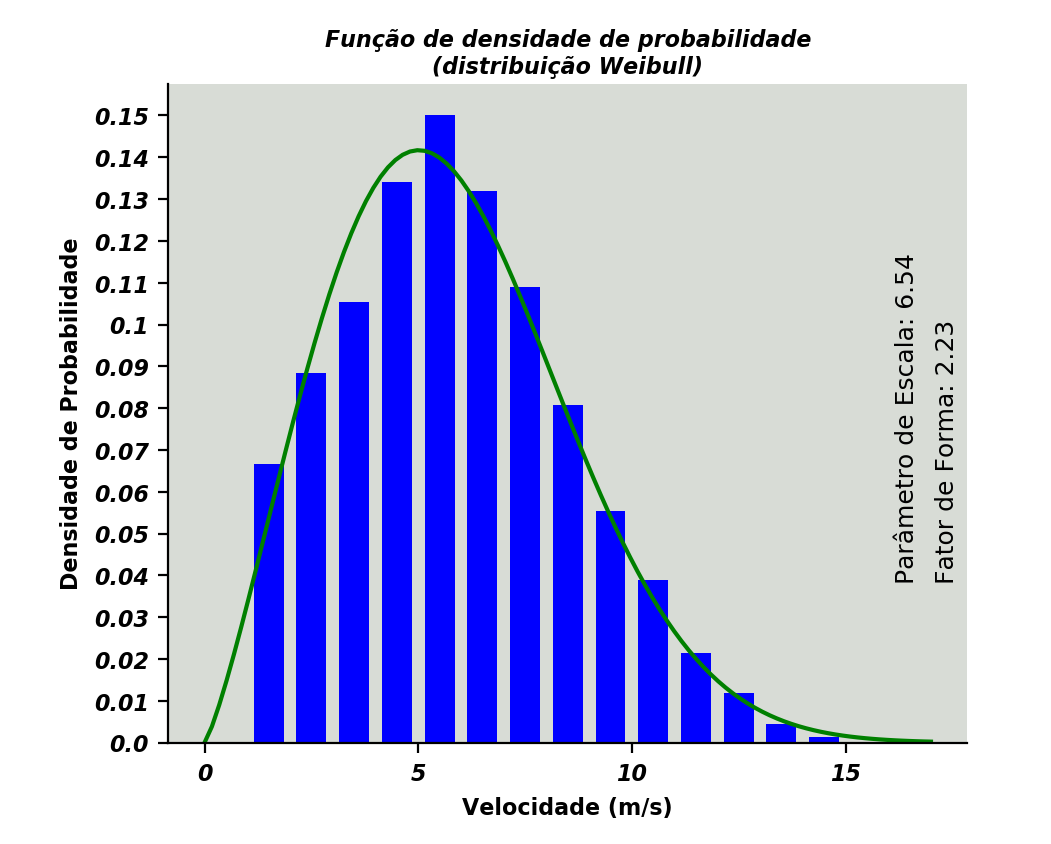 Função de densidade de probabilidade
(distribuição Weibull)
0.15
0.14
0.13
0.12
0.11
0.1
0.09
0.08
0.07
0.06
0.05
0.04
0.03
0.02
0.01
0.0
Densidade de Probabilidade
Parâmetro de Escala: 6.54
Fator de Forma: 2.23
0 5 10 15
Velocidade (m/s)